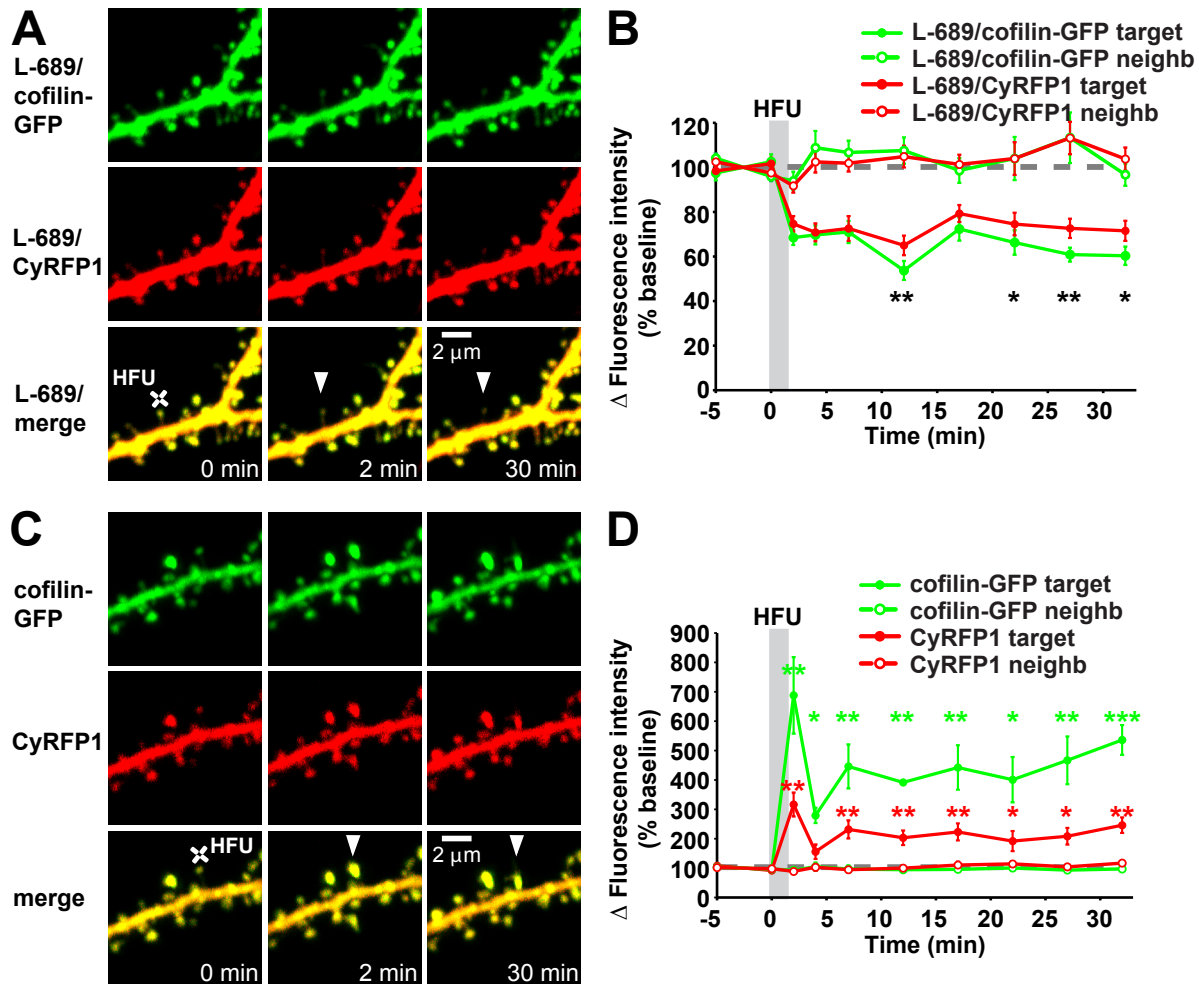 A
L-689/
cofilin-
GFP
L-689/
CyRFP1
L-689/
merge
HFU
2 µm
0 min
2 min
30 min
B
L-689/cofilin-GFP target
L-689/cofilin-GFP neighb
L-689/CyRFP1 target
L-689/CyRFP1 neighb
HFU
Δ Fluorescence intensity
(% baseline)
120
100
80
60
40
20
0
** * ** *
-5 0 5 10 15 20 25 30
Time (min)
C
cofilin-
GFP
CyRFP1
merge
HFU
2 µm
0 min
2 min
30 min
D
cofilin-GFP target
cofilin-GFP neighb
CyRFP1 target
CyRFP1 neighb
HFU
Δ Fluorescence intensity
(% baseline)
900
800
700
600
500
400
300
200
100
0
**
* ** ** ** * ** ***
**
** ** ** * * **
-5 0 5 10 15 20 25 30
Time (min)